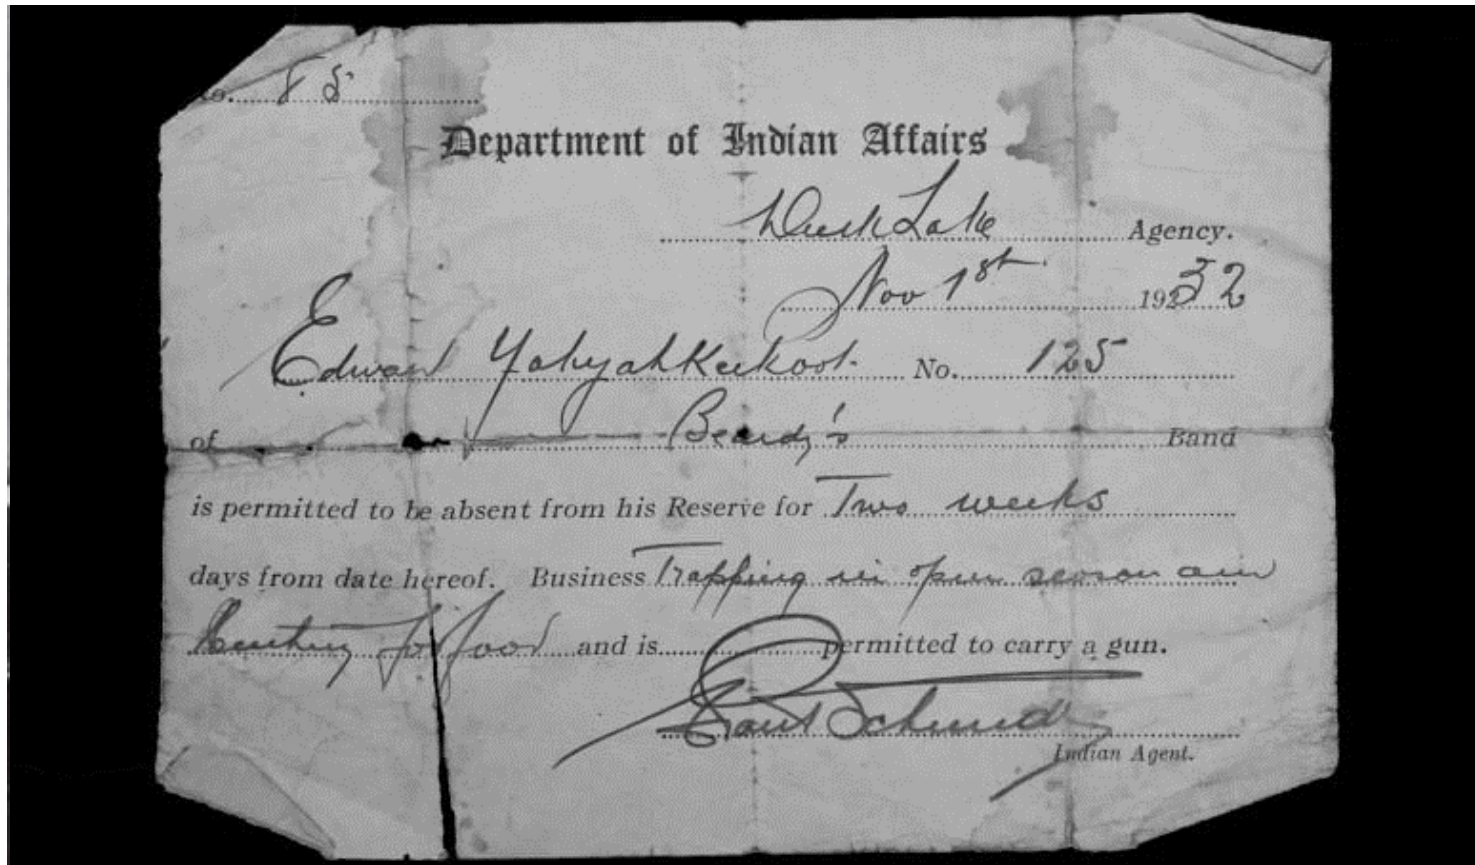 No. 85
Department of Indian Affairs
Duck Lake Agency.
Nov 1st 1932
Edward Yahyahkeekoot. No. 125
of Beardy's Band
is permitted to be absent from his Reserve for Two weeks
days from date hereof. Business Trapping in open season and
Hunting for food and is permitted to carry a gun.
Schmidt
Indian Agent.